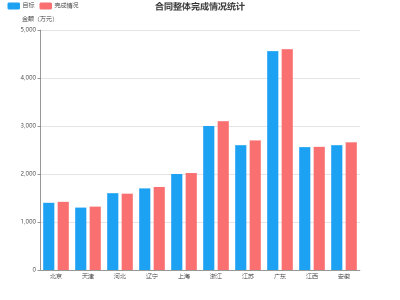 目标 完成情况
合同整体完成情况统计
金额（万元）
5,000
4,000
3,000
2,000
1,000
0
北京 天津 河北 辽宁 上海 浙江 江苏 广东 江西 安徽